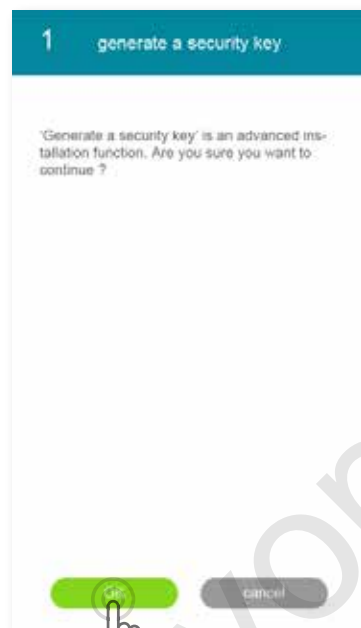 1 generate a security key
'Generate a security key' is an advanced ins-
tallation function. Are you sure you want to
continue ?
cancel